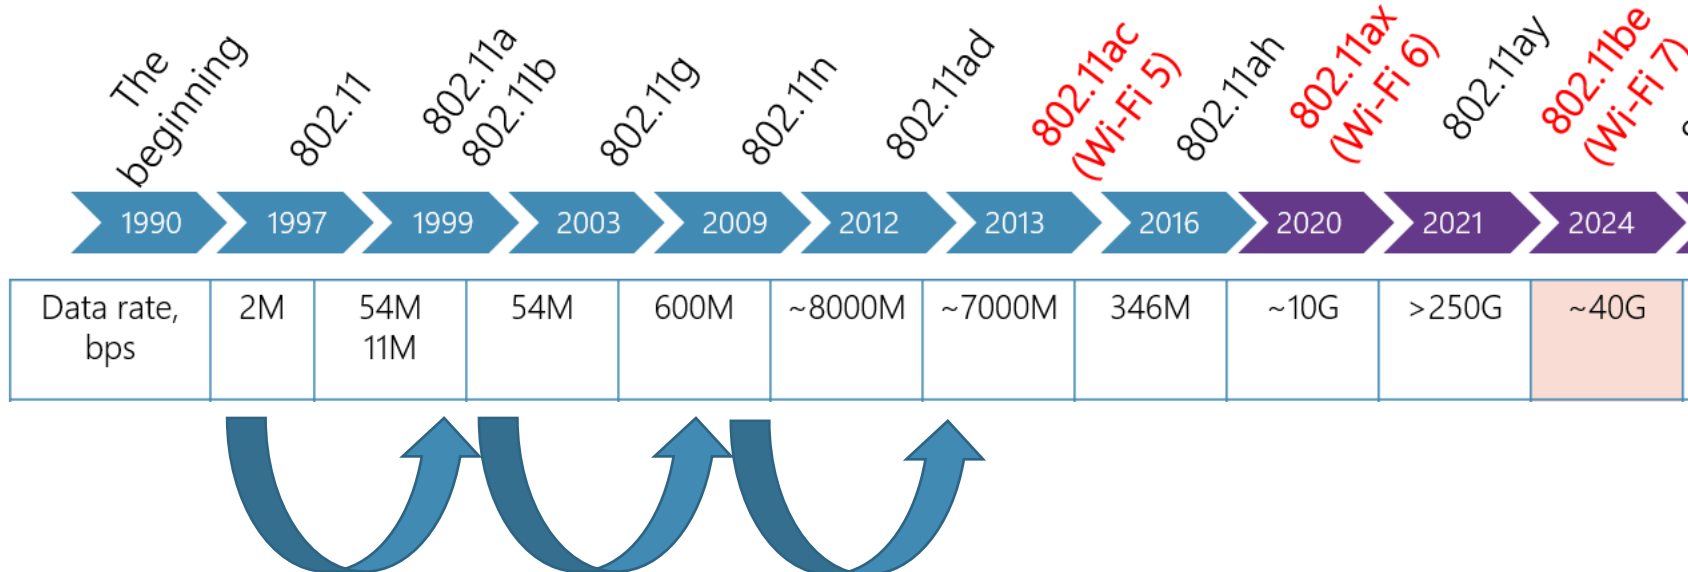 The
beginning
802.11
802.11a
802.11b
802.11g
802.11n
802.11ad
802.11ac
(Wi-Fi 5)
802.11ah
802.11ax
(Wi-Fi 6)
802.11ay
802.11be
(Wi-Fi 7)
1990
1997
1999
2003
2009
2012
2013
2016
2020
2021
2024
Data rate,
bps
2M
54M
11M
54M
600M
~8000M
~7000M
346M
~10G
>250G
~40G